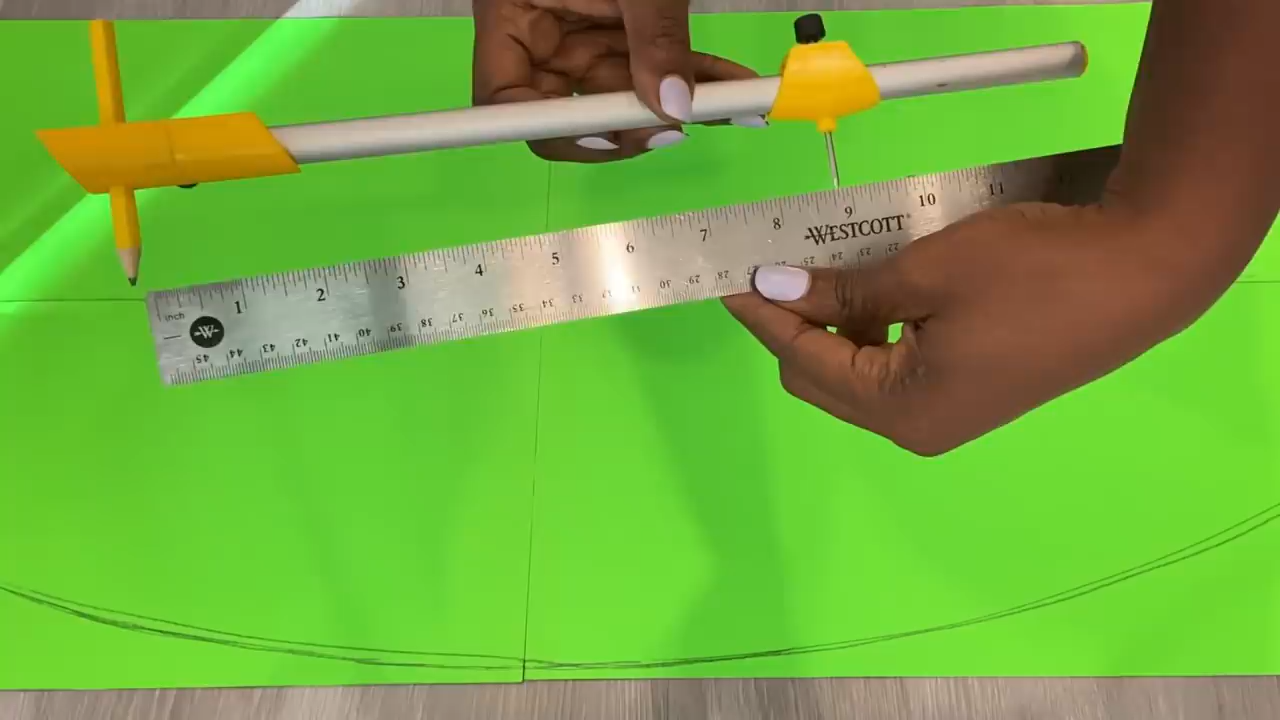 1 2 3 4 5 6 7 8 9 10 11
WESTCOTT®
inch
W
45 44 43 42 41 40 39 38 37 36 35 34 33 31 30 29 28 27 26 25 24 23 22